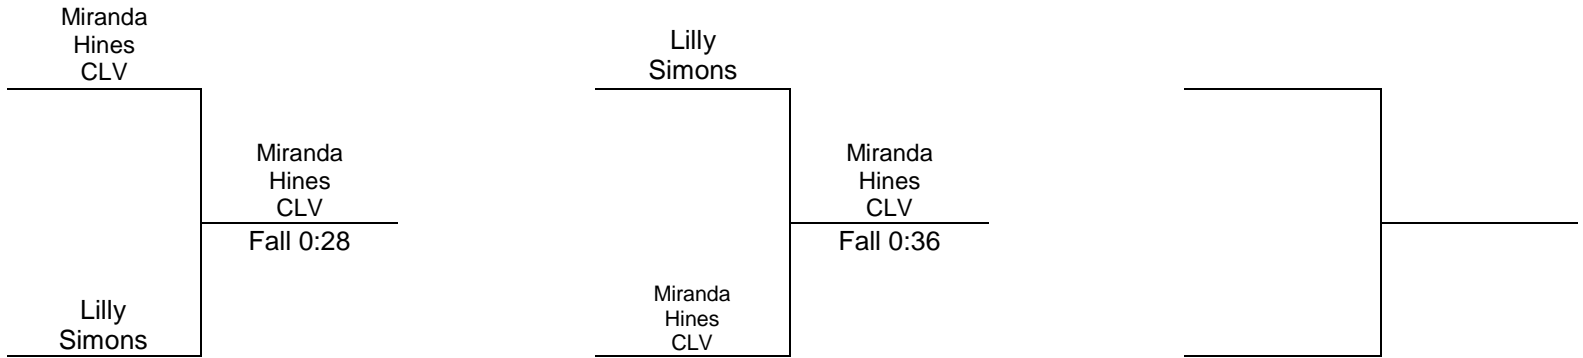 Miranda
Hines
CLV
Lilly
Simons
Miranda
Hines
CLV
Fall 0:28
Lilly
Simons
Miranda
Hines
CLV
Miranda
Hines
CLV
Fall 0:36